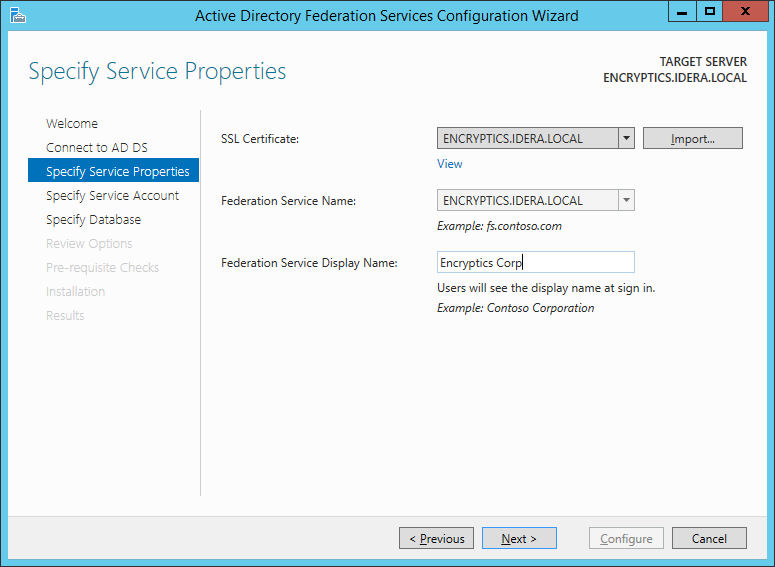 Active Directory Federation Services Configuration Wizard
Specify Service Properties
TARGET SERVER
ENCRYPTICS.IDERA.LOCAL
Welcome
Connect to AD DS
Specify Service Properties
Specify Service Account
Specify Database
Review Options
Pre-requisite Checks
Installation
Results
SSL Certificate:
ENCRYPTICS.IDERA.LOCAL
Import...
View
Federation Service Name:
ENCRYPTICS.IDERA.LOCAL
Example: fs.contoso.com
Federation Service Display Name:
Encryptics Corp
Users will see the display name at sign in.
Example: Contoso Corporation
< Previous
Next >
Configure
Cancel